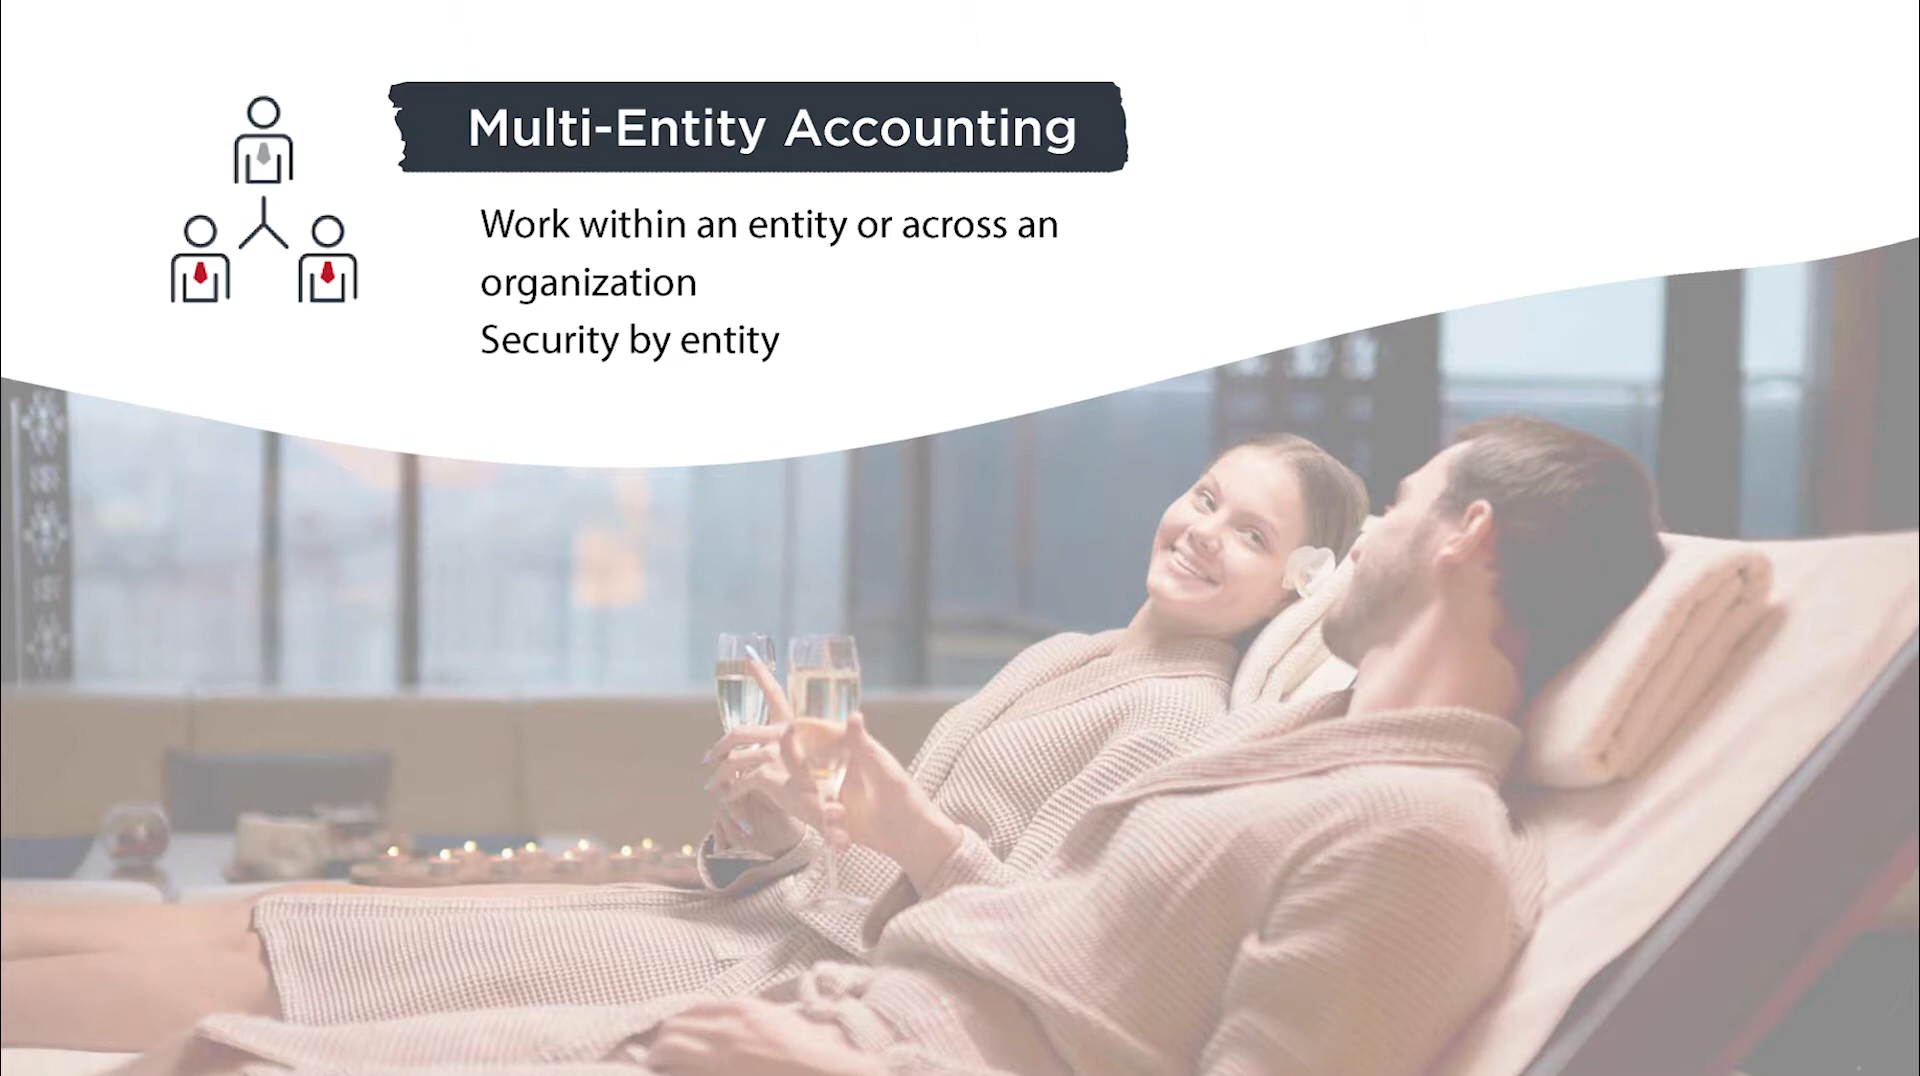 Multi-Entity Accounting
Work within an entity or across an
organization
Security by entity